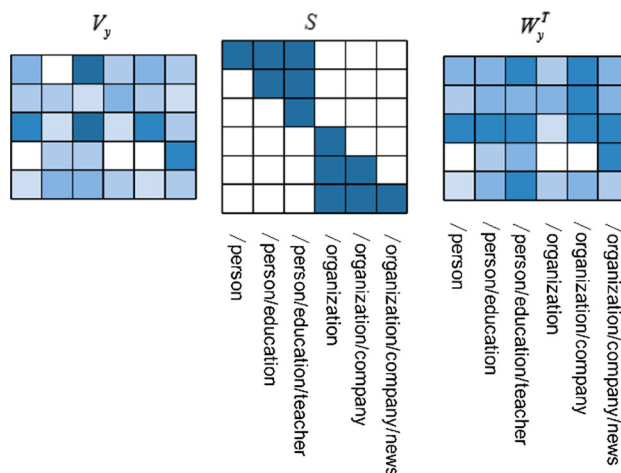 V_y
S
W_y^T
/person
/person/education
/person/education/teacher
/organization
/organization/company
/organization/company/news
/person
/person/education
/person/education/teacher
/organization
/organization/company
/organization/company/news